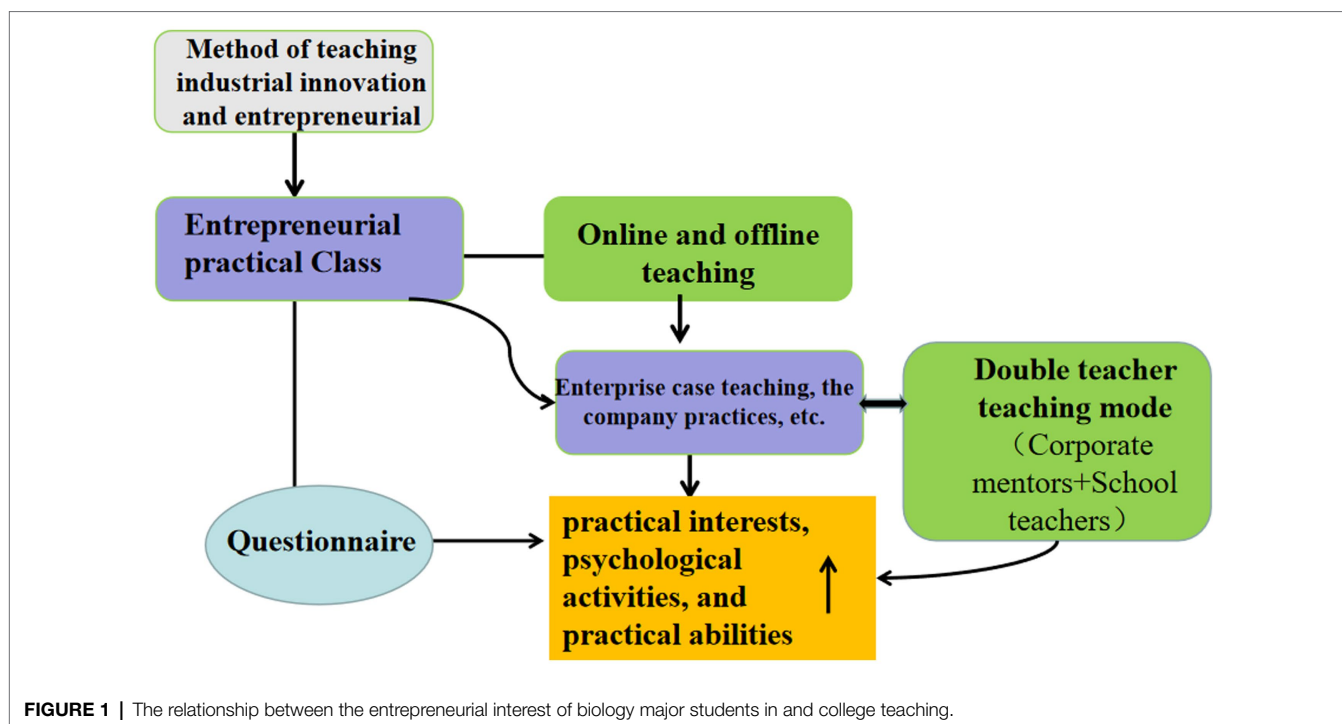 Method of teaching
industrial innovation
and entrepreneurial
Entrepreneurial
practical Class
Online and offline
teaching
Enterprise case teaching, the
company practices, etc.
Double teacher
teaching mode
（Corporate
mentors+School
teachers）
Questionnaire
practical interests,
psychological
activities, and
practical abilities
FIGURE 1 | The relationship between the entrepreneurial interest of biology major students in and college teaching.